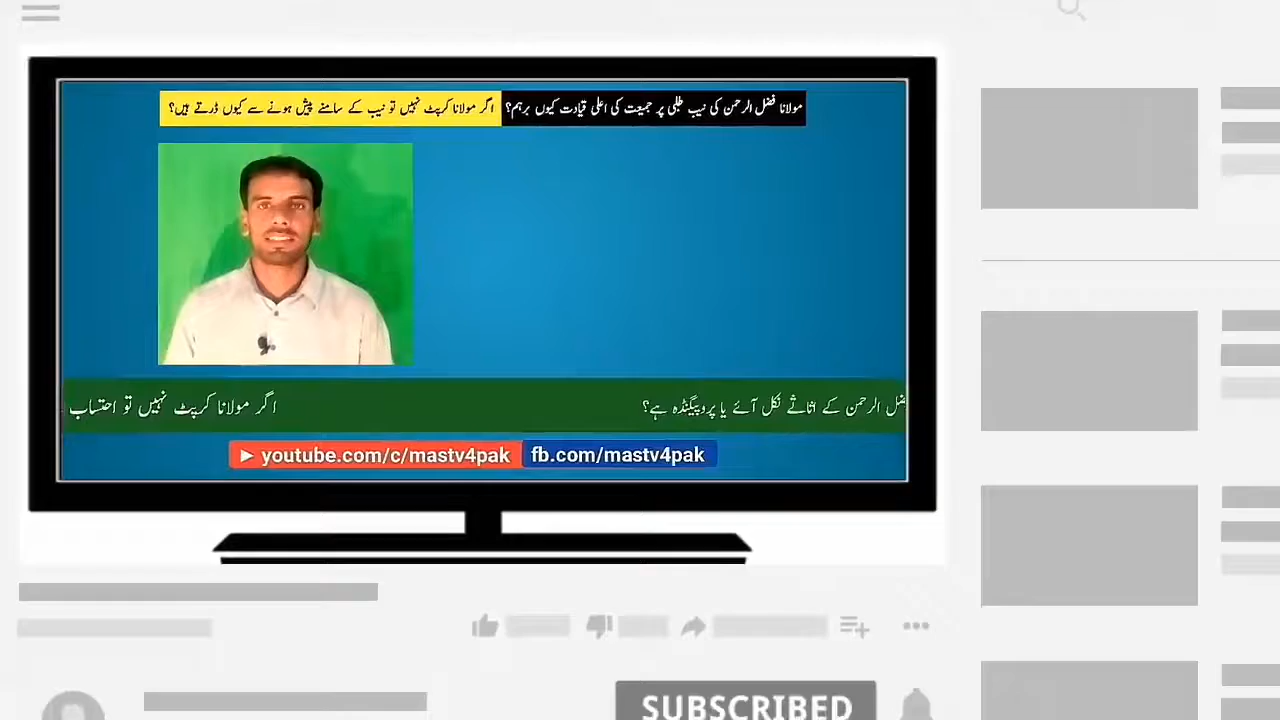 مولانا فضل الرحمن کی نیب طلبی پر جمیعت کی اعلی قیادت کیوں برہم؟
اگر مولانا کرپٹ نہیں تو نیب کے سامنے پیش ہونے سے کیوں ڈرتے ہیں؟
الرحمن کے اثاثے نکل آئے یا پروپیگنڈہ ہے؟
اگر مولانا کرپٹ نہیں تو احتساب
youtube.com/c/mastv4pak
fb.com/mastv4pak
SUBSCRIBED